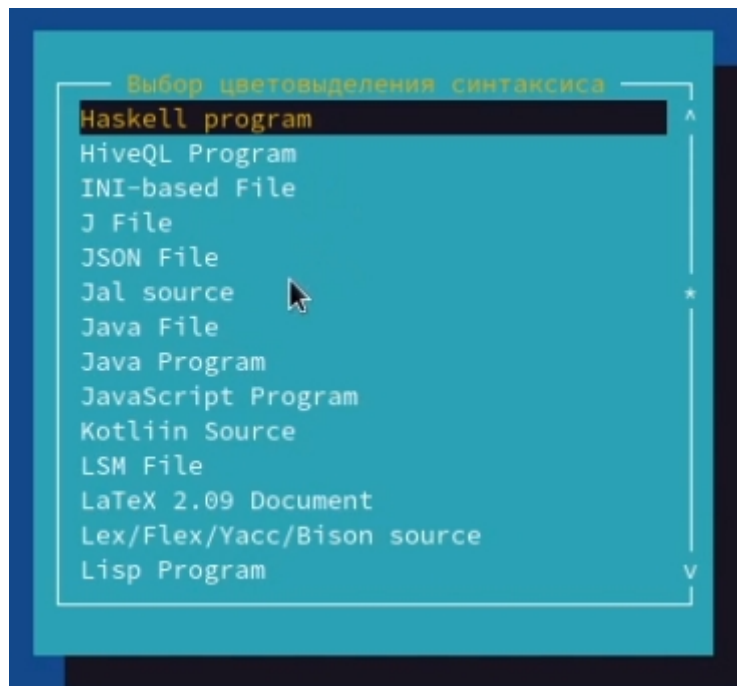 Выбор цветовыделения синтаксиса
Haskell program
HiveQL Program
INI-based File
J File
JSON File
Jal source
Java File
Java Program
JavaScript Program
Kotliin Source
LSM File
LaTeX 2.09 Document
Lex/Flex/Yacc/Bison source
Lisp Program